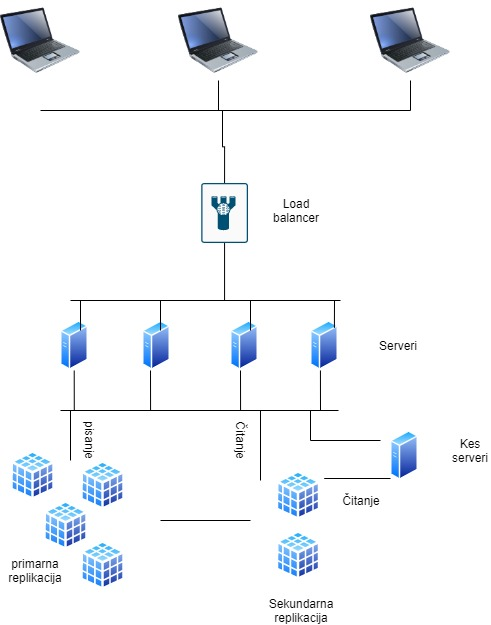 Load
balancer
Serveri
pisanje
Čitanje
Kes
serveri
Čitanje
primarna
replikacija
Sekundarna
replikacija